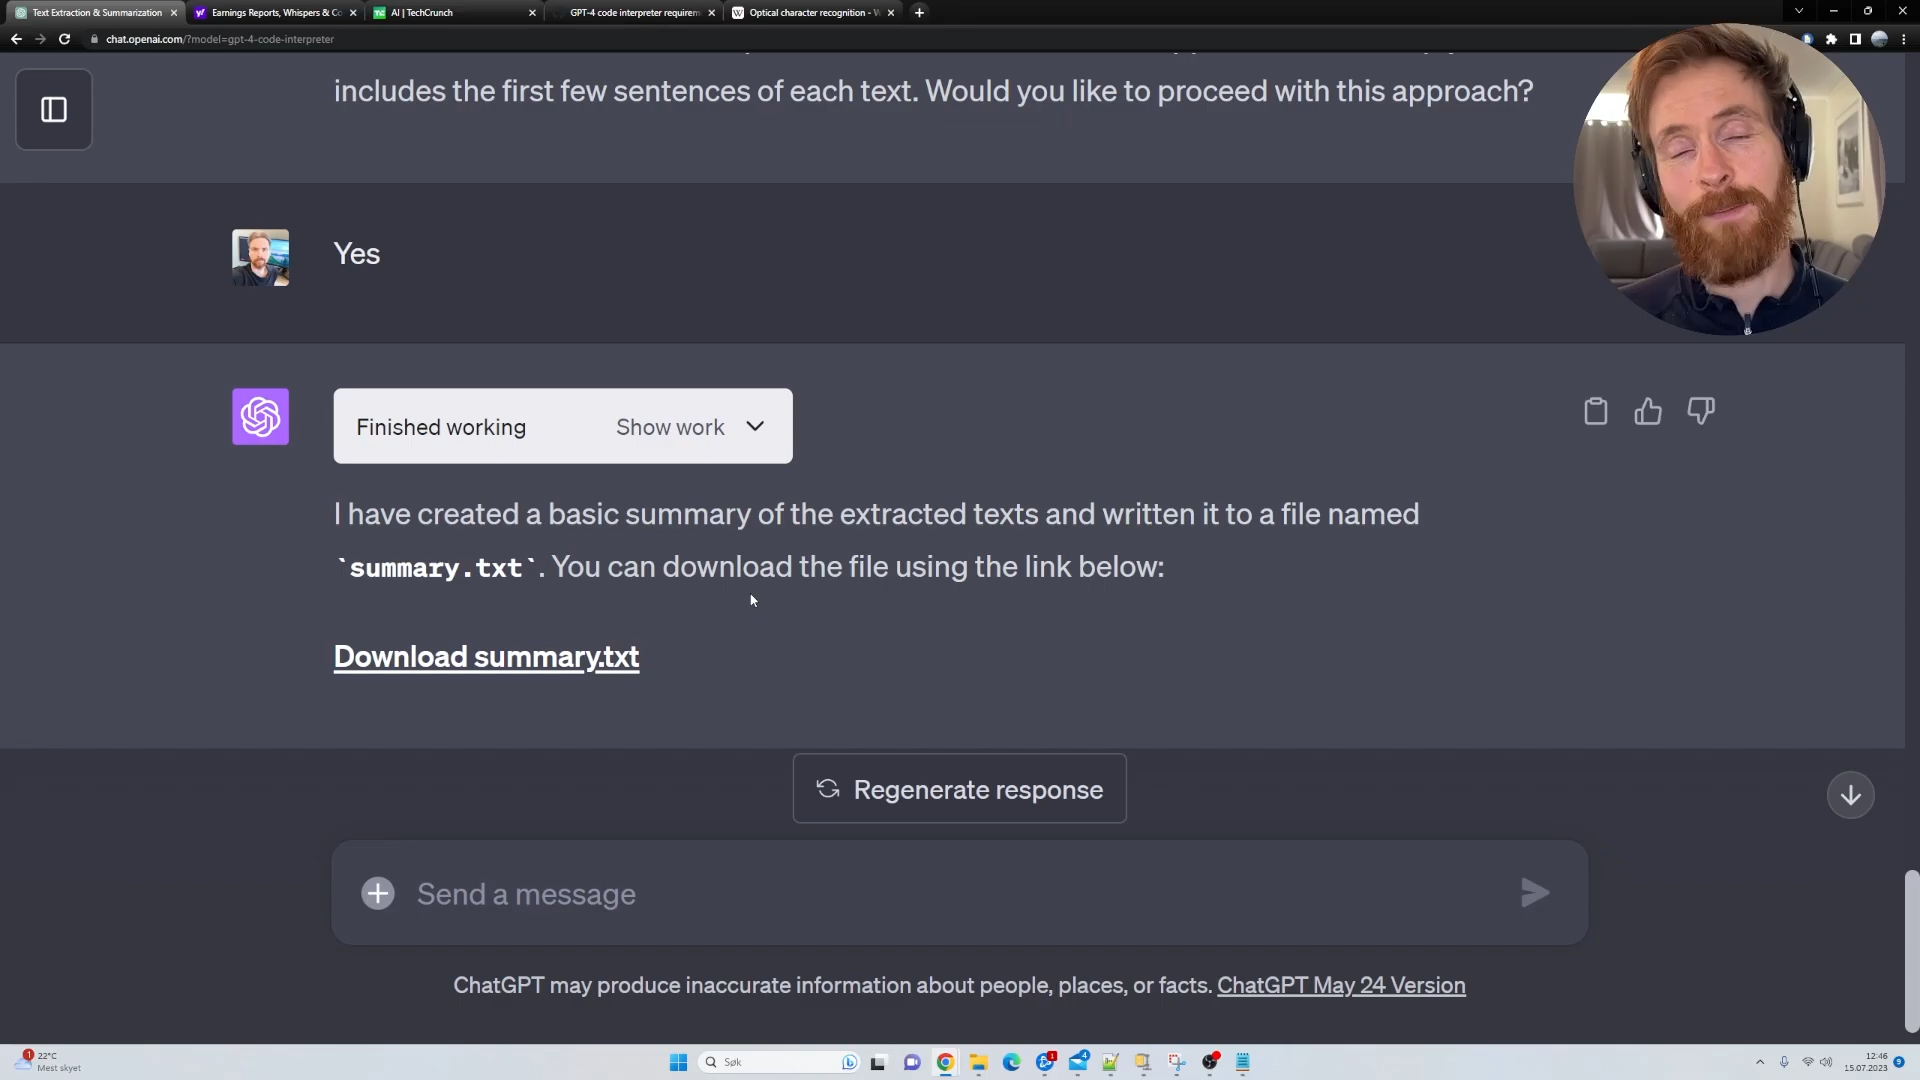 Text Extraction & Summarization
Earnings Reports, Whispers & Co
AI | TechCrunch
GPT-4 code interpreter requirem
Optical character recognition - W
chat.openai.com/?model=gpt-4-code-interpreter
includes the first few sentences of each text. Would you like to proceed with this approach?
Yes
Finished working Show work
I have created a basic summary of the extracted texts and written it to a file named
`summary.txt`. You can download the file using the link below:
Download summary.txt
Regenerate response
Send a message
ChatGPT may produce inaccurate information about people, places, or facts. ChatGPT May 24 Version
1
22°C
Mest skyet
Søk
1
4
12:46
15.07.2023
9